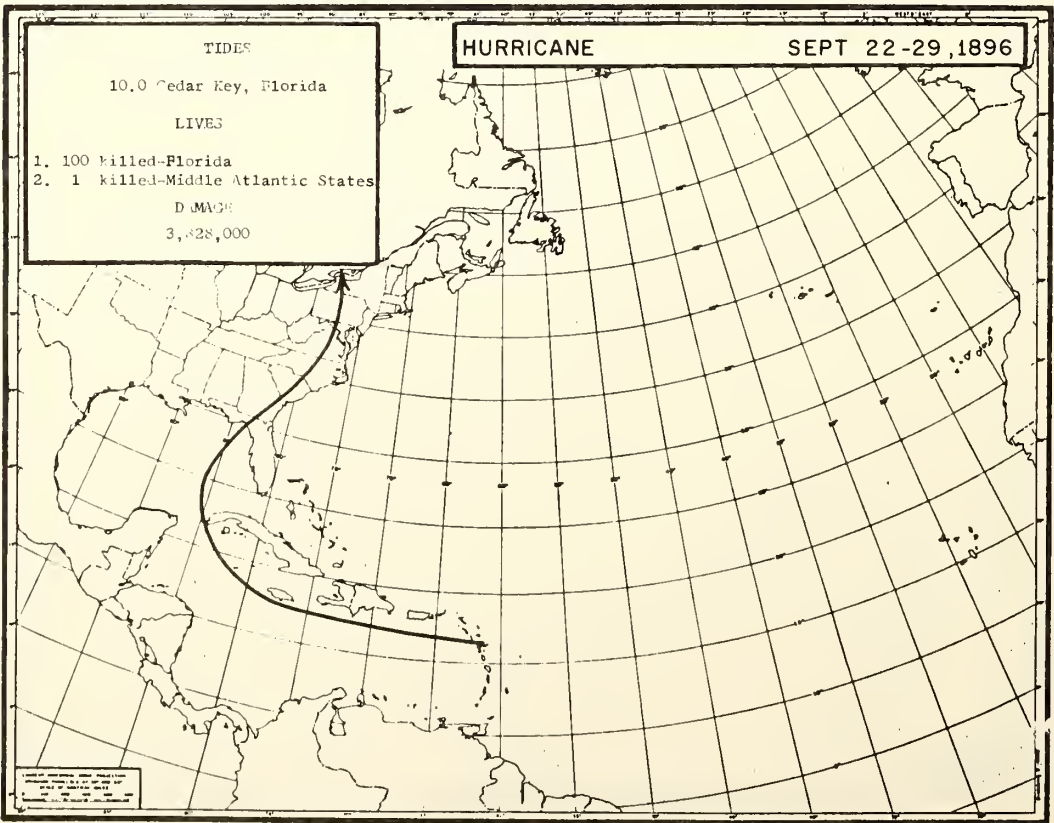 TIDES
10.0 Cedar Key, Florida
LIVES
1. 100 killed-Florida
2. 1 killed-Middle Atlantic States
DAMAGE
HURRICANE SEPT 22-29,1896